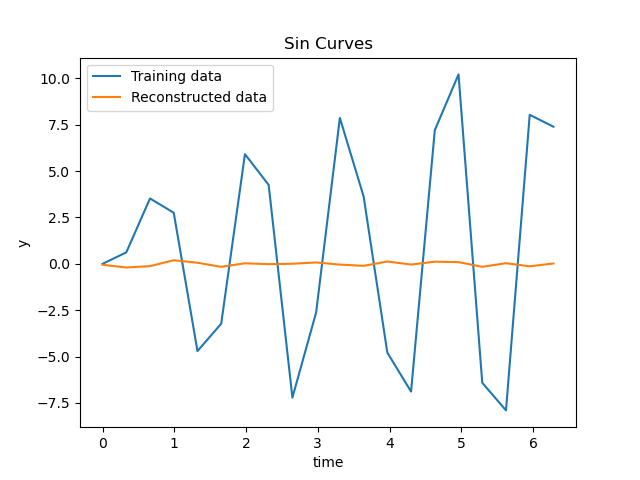 Sin Curves
Training data
Reconstructed data
10.0
7.5
5.0
2.5
0.0
−2.5
−5.0
−7.5
y
0 1 2 3 4 5 6
time